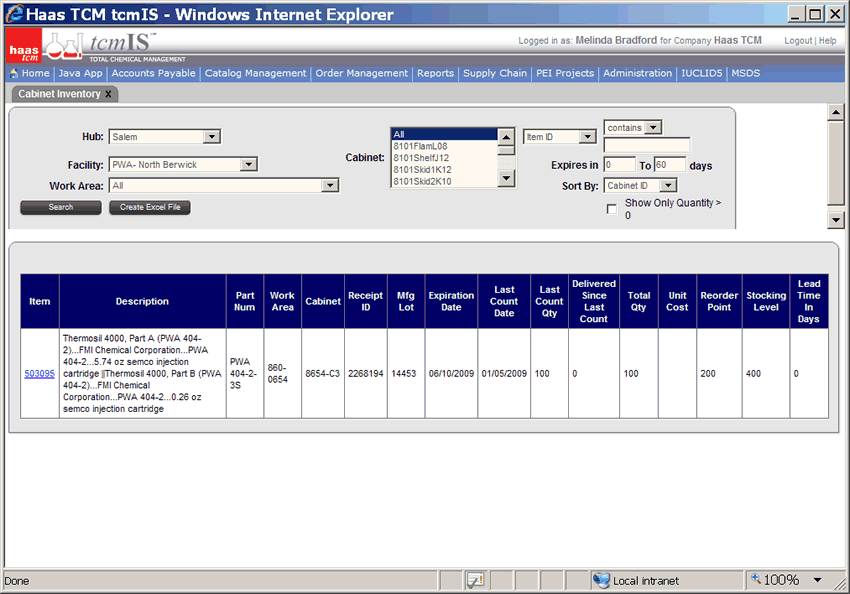 Haas TCM tcmIS - Windows Internet Explorer
haas tcm
tcmIS™
TOTAL CHEMICAL MANAGEMENT
Logged in as: Melinda Bradford for Company Haas TCM
Logout | Help
Home | Java App | Accounts Payable | Catalog Management | Order Management | Reports | Supply Chain | PEI Projects | Administration | IUCLID5 | MSDS
Cabinet Inventory x
Hub: Salem
Facility: PWA- North Berwick
Work Area: All
Search
Create Excel File
Cabinet:
All
8101FlamL08
8101ShelfJ12
8101Skid1K12
8101Skid2K10
Item ID
contains
Expires in 0 To 60 days
Sort By: Cabinet ID
Show Only Quantity >
0
Item
Description
Part
Num
Work
Area
Cabinet
Receipt
ID
Mfg
Lot
Expiration
Date
Last
Count
Date
Last
Count
Qty
Delivered
Since
Last
Count
Total
Qty
Unit
Cost
Reorder
Point
Stocking
Level
Lead
Time
In
Days
503095
Thermosil 4000, Part A (PWA 404-
2)...FMI Chemical Corporation...PWA
404-2...5.74 oz semco injection
cartridge ||Thermosil 4000, Part B (PWA
404-2)...FMI Chemical
Corporation...PWA 404-2...0.26 oz
semco injection cartridge
PWA
404-2-
3S
860-
0654
8654-C3
2268194
14453
06/10/2009
01/05/2009
100
0
100
200
400
0
Done
Local intranet
100%